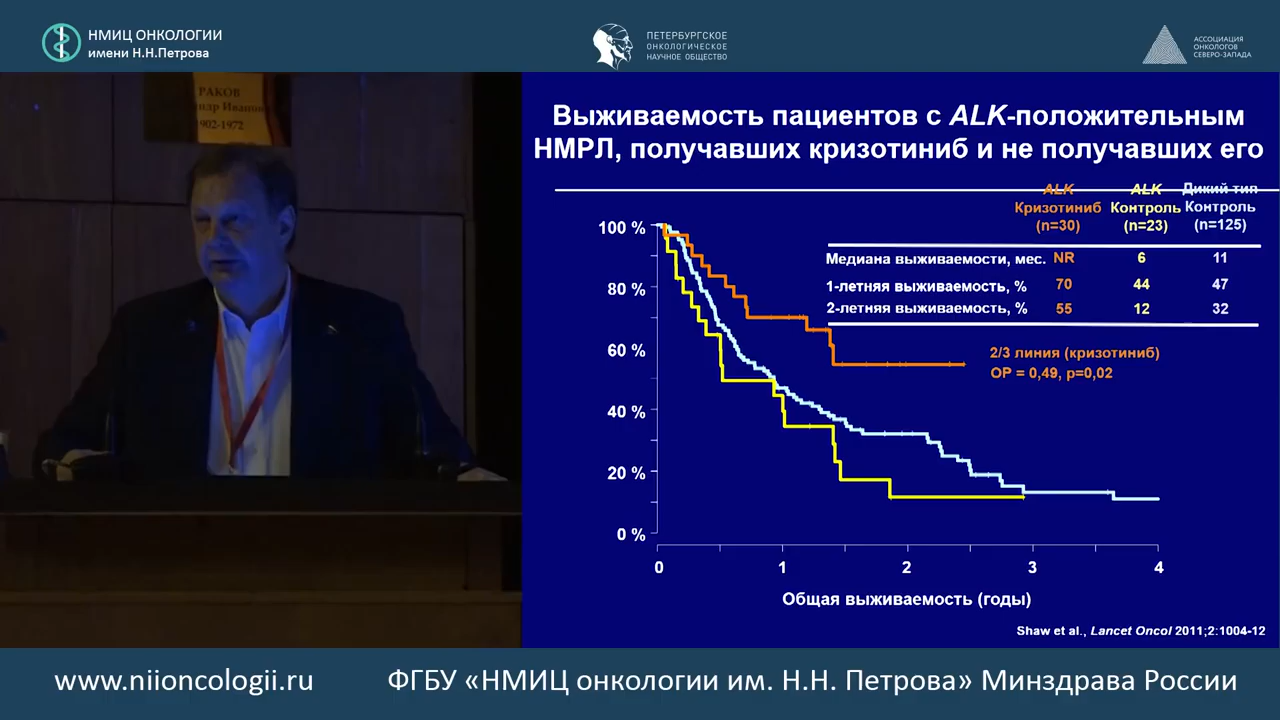 НМИЦ ОНКОЛОГИИ
имени Н.Н.Петрова
ПЕТЕРБУРГСКОЕ
ОНКОЛОГИЧЕСКОЕ
НАУЧНОЕ ОБЩЕСТВО
АССОЦИАЦИЯ
ОНКОЛОГОВ
СЕВЕРО-ЗАПАДА
РАКОВ
1902-1972
Выживаемость пациентов с ALK-положительным
НМРЛ, получавших кризотиниб и не получавших его
ALK ALK Дикий тип
Кризотиниб Контроль Контроль
(n=30) (n=23) (n=125)
Медиана выживаемости, мес. NR 6 11
1-летняя выживаемость, % 70 44 47
2-летняя выживаемость, % 55 12 32
2/3 линия (кризотиниб)
ОР = 0,49, p=0,02
100 %
80 %
60 %
40 %
20 %
0 %
0 1 2 3 4
Общая выживаемость (годы)
Shaw et al., Lancet Oncol 2011;2:1004-12
www.niioncologii.ru
ФГБУ «НМИЦ онкологии им. Н.Н. Петрова» Минздрава России